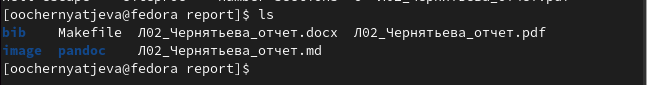 [oochernyatjeva@fedora report]$ ls
bib Makefile Л02_Чернятьева_отчет.docx Л02_Чернятьева_отчет.pdf
image pandoc Л02_Чернятьева_отчет.md
[oochernyatjeva@fedora report]$